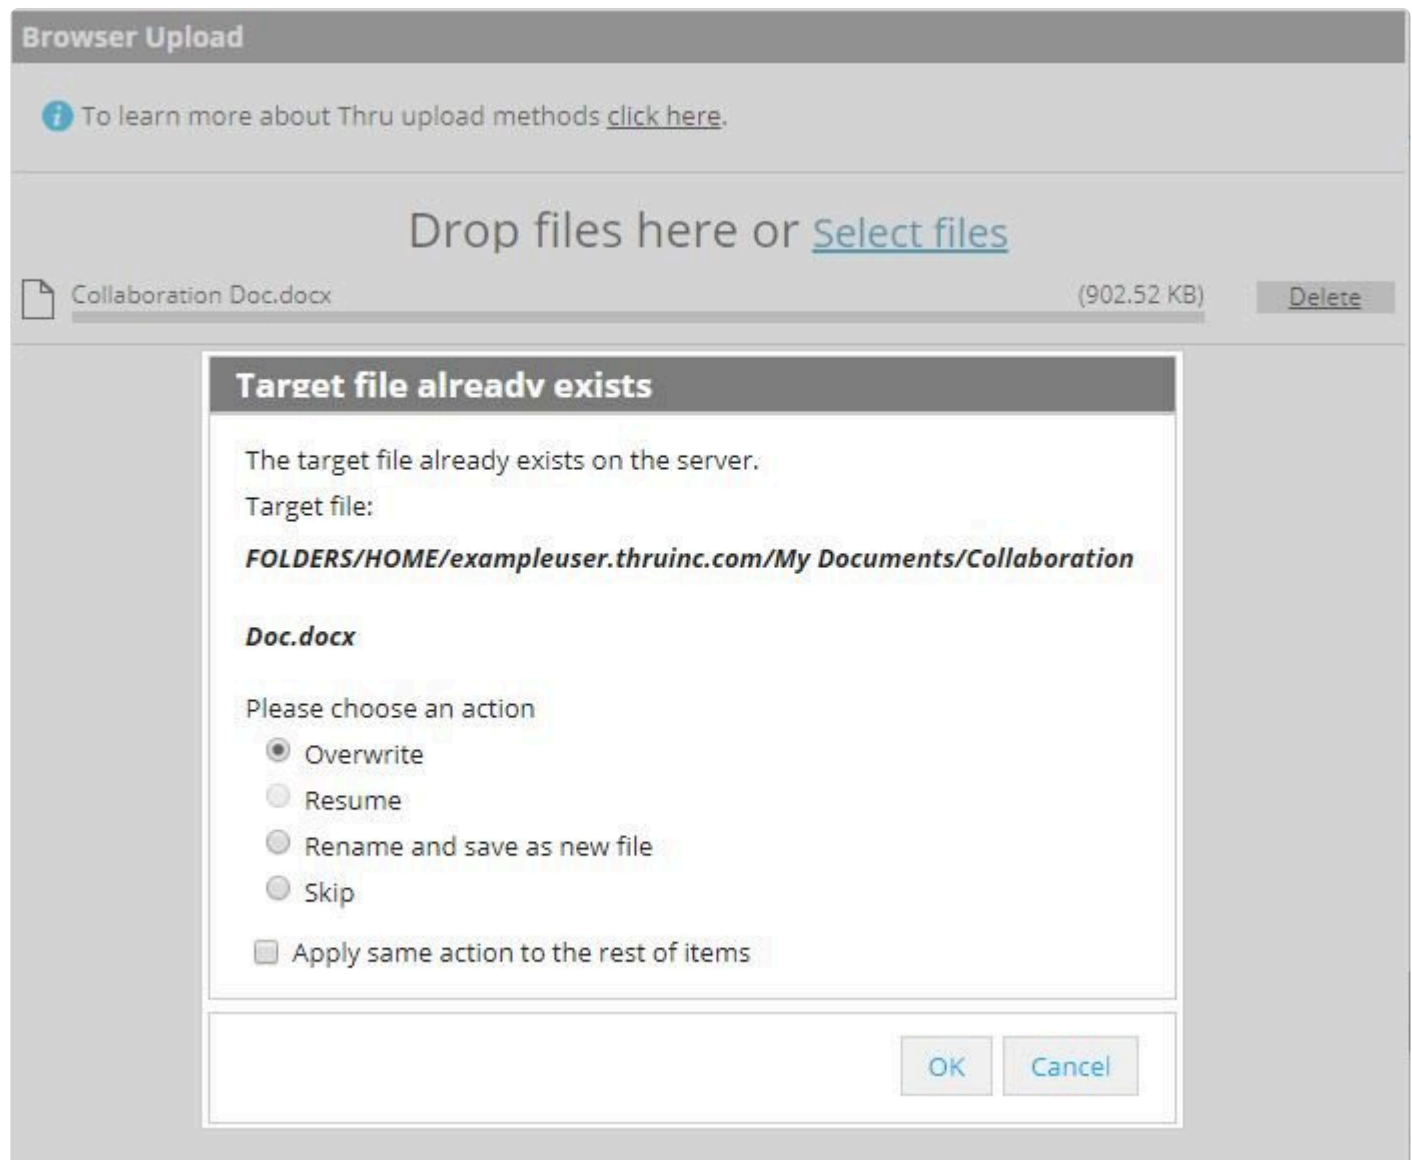 Browser Upload
To learn more about Thru upload methods click here.
Drop files here or Select files
Collaboration Doc.docx (902.52 KB) Delete
Target file already exists
The target file already exists on the server.
Target file:
FOLDERS/HOME/exampleuser.thruinc.com/My Documents/Collaboration
Doc.docx
Please choose an action
Overwrite
Resume
Rename and save as new file
Skip
Apply same action to the rest of items
OK Cancel